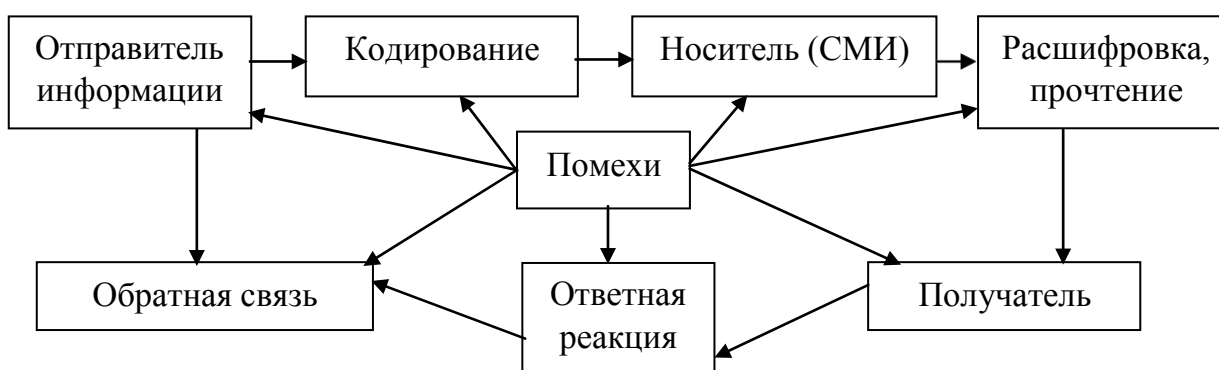 Отправитель
информации
Кодирование
Носитель (СМИ)
Расшифровка,
прочтение
Помехи
Обратная связь
Ответная
реакция
Получатель